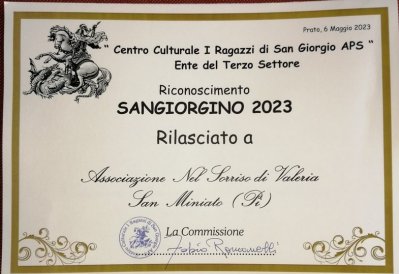 Prato, 6 Maggio 2023
“ Centro Culturale I Ragazzi di San Giorgio APS “
Ente del Terzo Settore
Riconoscimento
SANGIORGINO 2023
Rilasciato a
Associazione Nel Sorriso di Valeria
San Miniato (Pi)
La Commissione